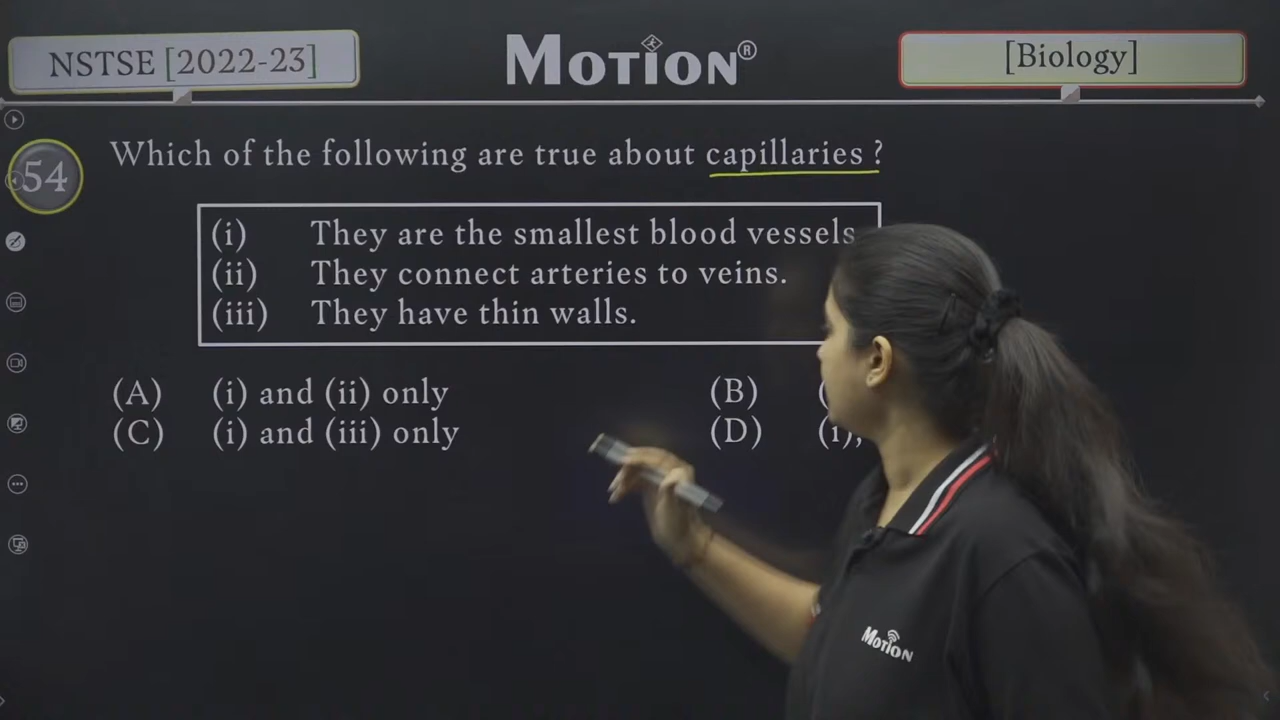 NSTSE [2022-23]
MOTION®
[Biology]
54
Which of the following are true about capillaries ?
(i) They are the smallest blood vessels
(ii) They connect arteries to veins.
(iii) They have thin walls.
(A) (i) and (ii) only
(B)
(C) (i) and (iii) only
(D) (i),
MOTION